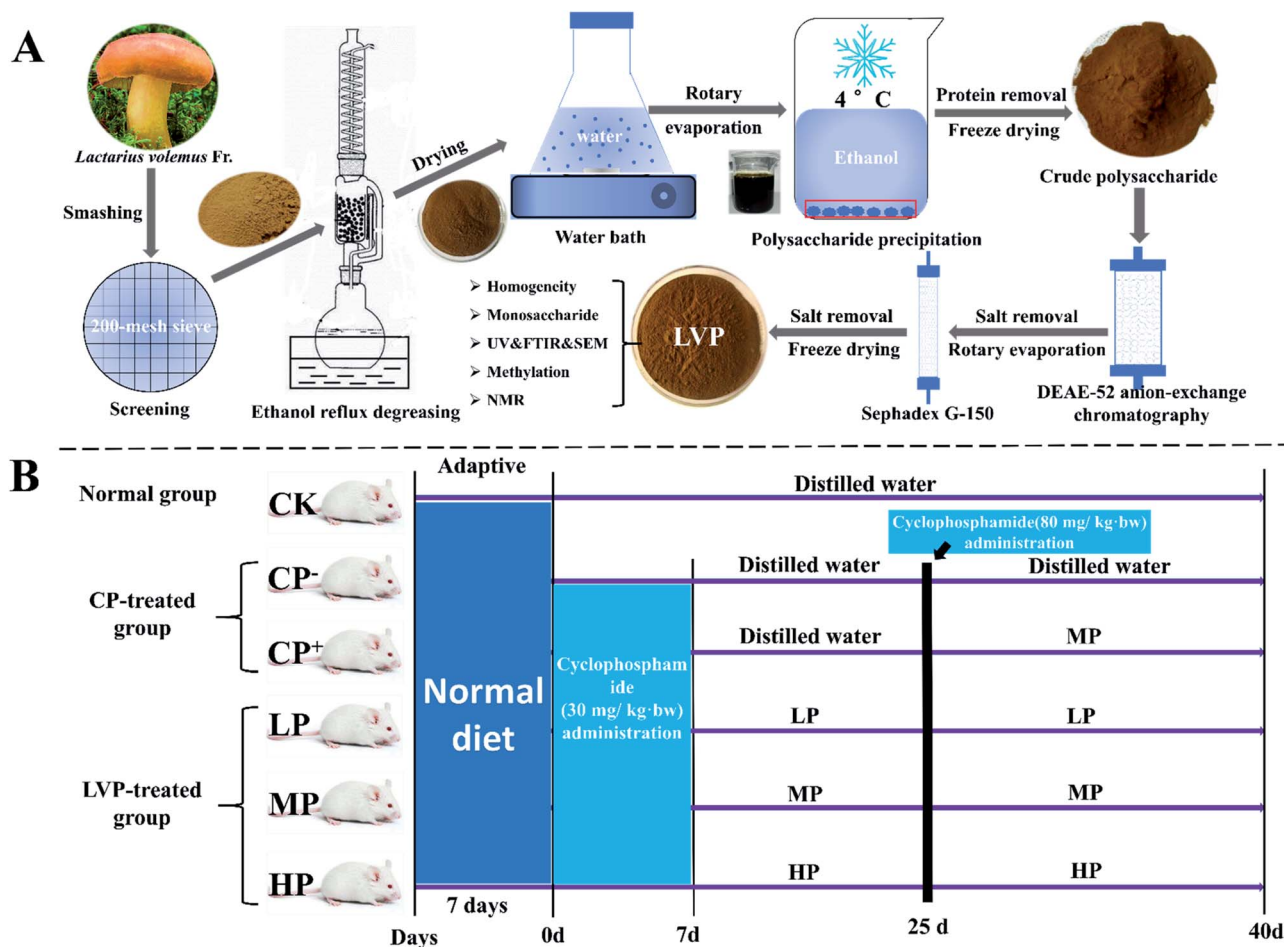 A
Lactarius volemus Fr.
Smashing
200-mesh sieve
Screening
Ethanol reflux degreasing
Drying
water
Water bath
Rotary
evaporation
4 ° C
Ethanol
Polysaccharide precipitation
Protein removal
Freeze drying
Crude polysaccharide
DEAE-52 anion-exchange
chromatography
Salt removal
Rotary evaporation
Sephadex G-150
Salt removal
Freeze drying
LVP
➢ Homogeneity
➢ Monosaccharide
➢ UV&FTIR&SEM
➢ Methylation
➢ NMR
B
Normal group
CP-treated
group
LVP-treated
group
CK
CP-
CP+
LP
MP
HP
Adaptive
Normal
diet
7 days
Cyclophospham
ide
(30 mg/ kg·bw)
administration
Distilled water
Cyclophosphamide(80 mg/ kg·bw)
administration
Distilled water
Distilled water
Distilled water
MP
LP
LP
MP
MP
HP
HP
Days
0d
7d
25 d
40d